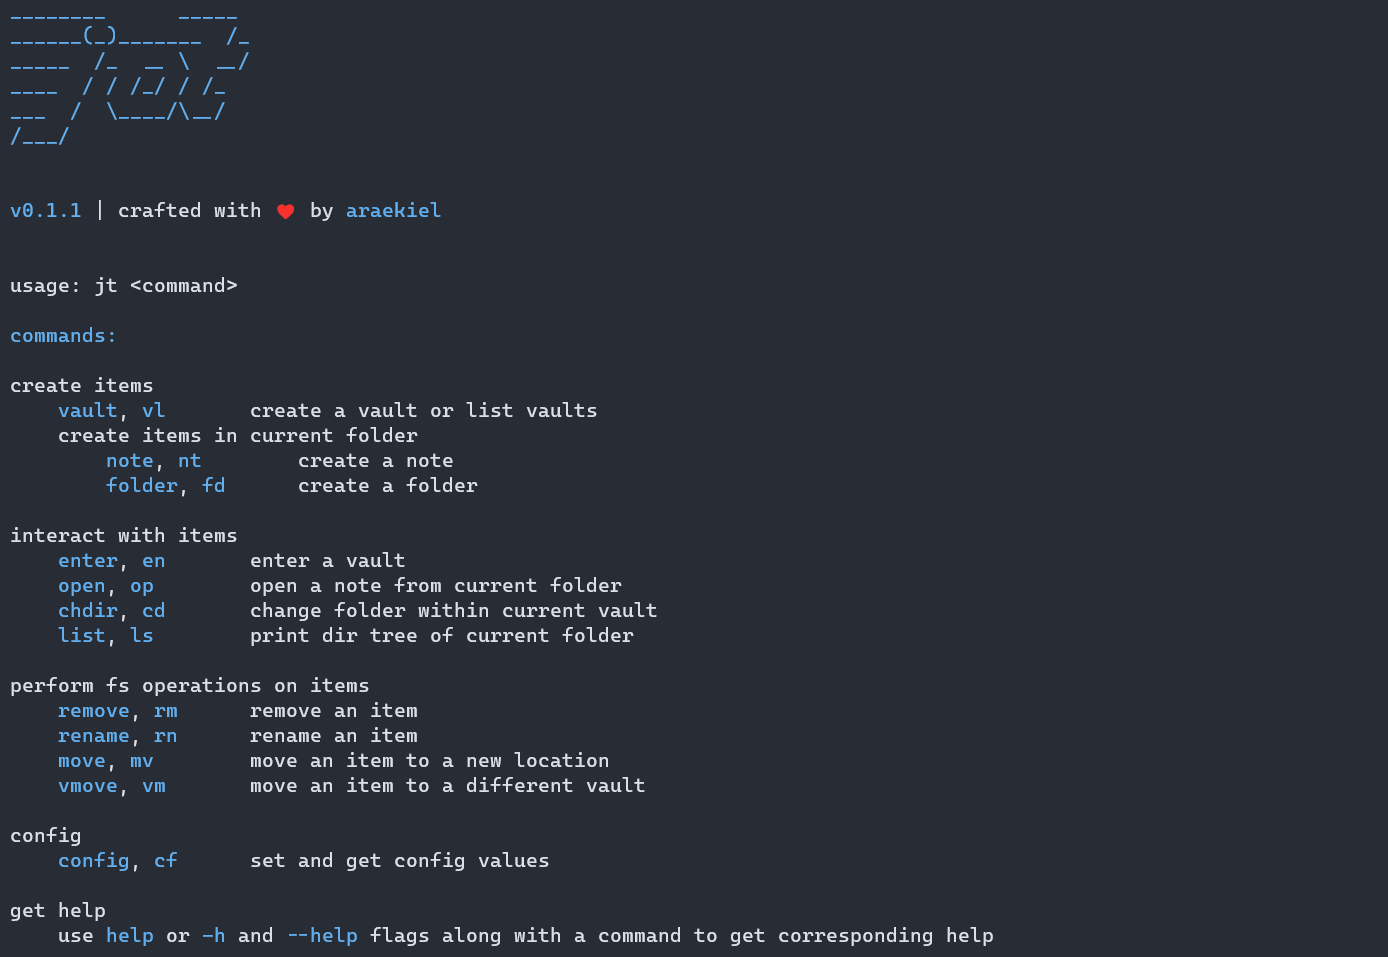 ________      _____
______(_)_______  /_
_____  /_  __ \  __/
____  / / /_/ / /_
___  /  \____/\__/
/___/
v0.1.1 | crafted with ❤ by araekiel
usage: jt <command>
commands:
create items
    vault, vl       create a vault or list vaults
    create items in current folder
        note, nt        create a note
        folder, fd      create a folder
interact with items
    enter, en       enter a vault
    open, op        open a note from current folder
    chdir, cd       change folder within current vault
    list, ls        print dir tree of current folder
perform fs operations on items
    remove, rm      remove an item
    rename, rn      rename an item
    move, mv        move an item to a new location
    vmove, vm       move an item to a different vault
config
    config, cf      set and get config values
get help
    use help or -h and --help flags along with a command to get corresponding help